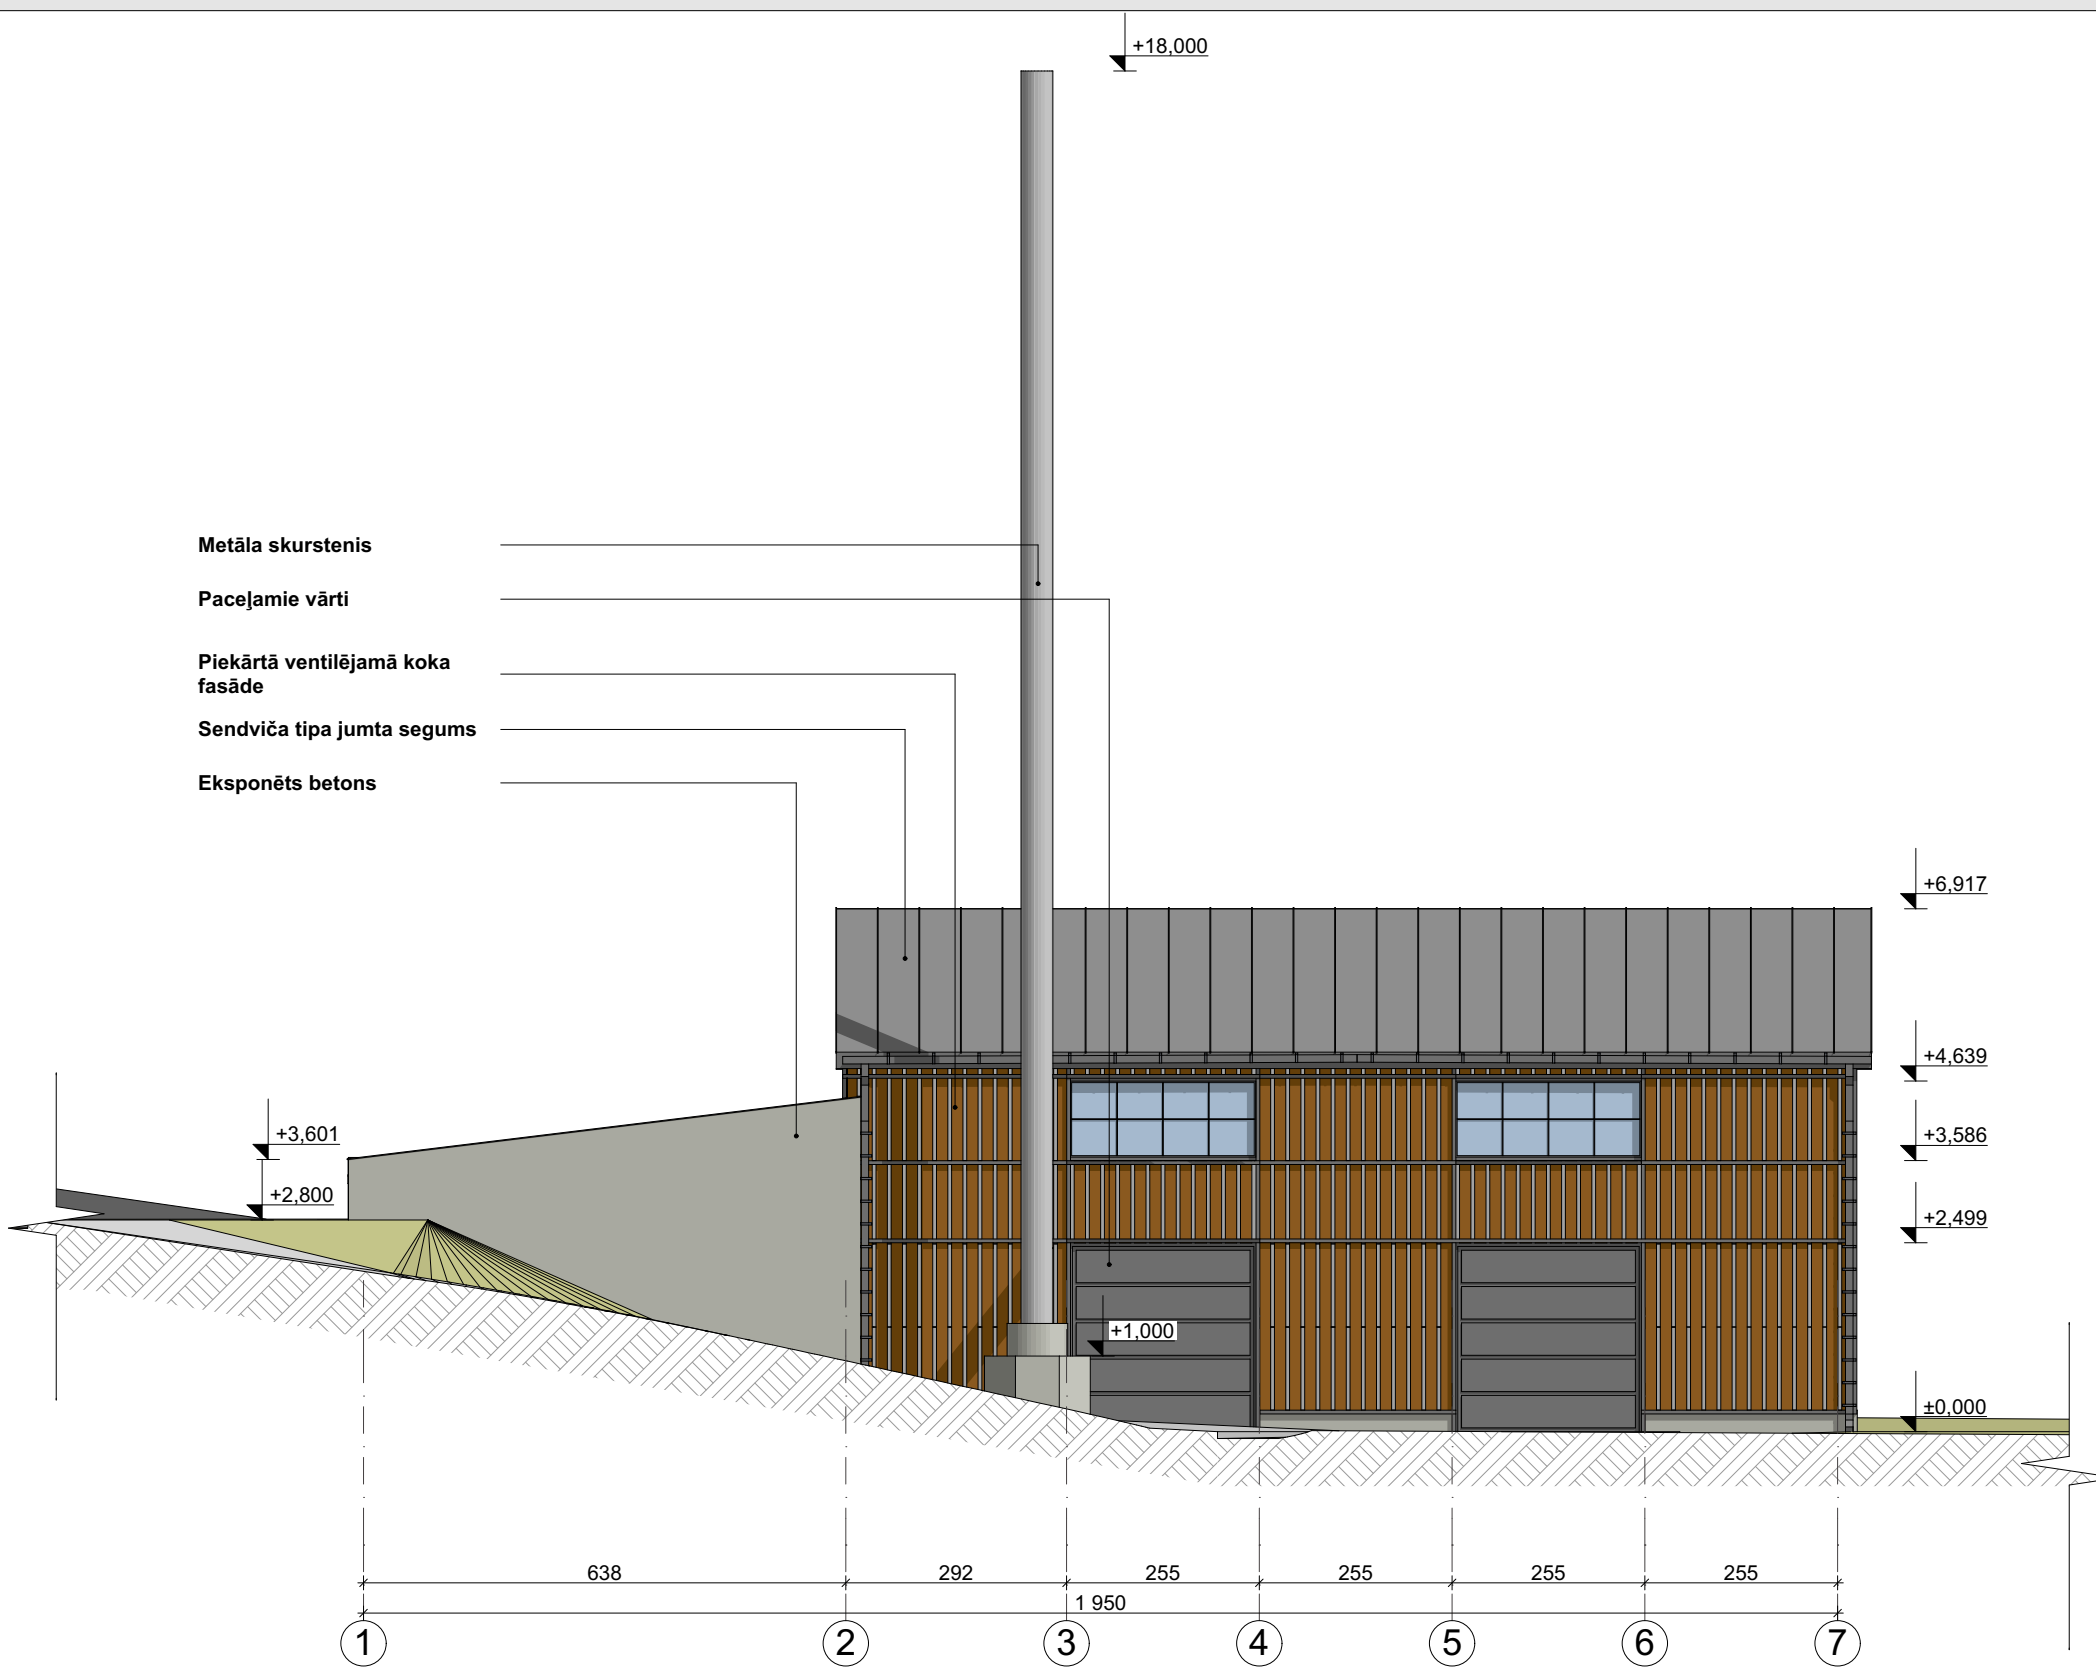 +18,000
Metāla skurstenis
Paceļamie vārti
Piekārtā ventilējamā koka
fasāde
Sendviča tipa jumta segums
Eksponēts betons
+6,917
+4,639
+3,601
+3,586
+2,800
+2,499
+1,000
±0,000
638 292 255 255 255 255
1 950
1 2 3 4 5 6 7